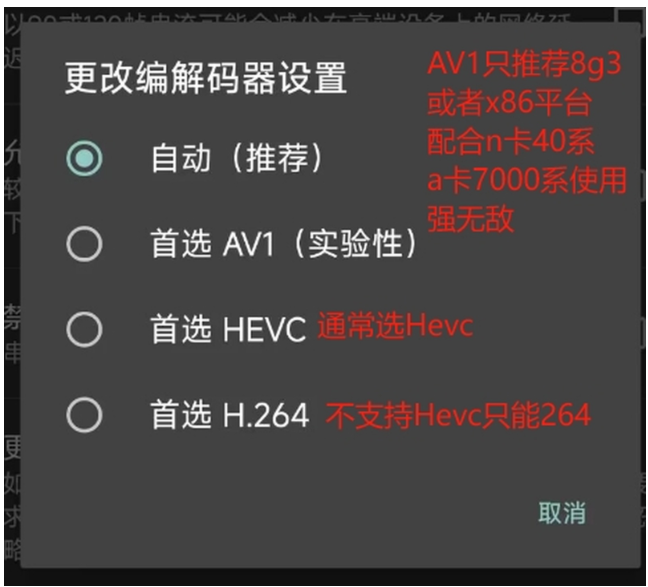 以90或120帧串流可能会减少在高端设备上的网络延
迟
更改编解码器设置
AV1只推荐8g3
或者x86平台
配合n卡40系
a卡7000系使用
强无敌
自动（推荐）
首选 AV1（实验性）
首选 HEVC 通常选Hevc
首选 H.264 不支持Hevc只能264
取消